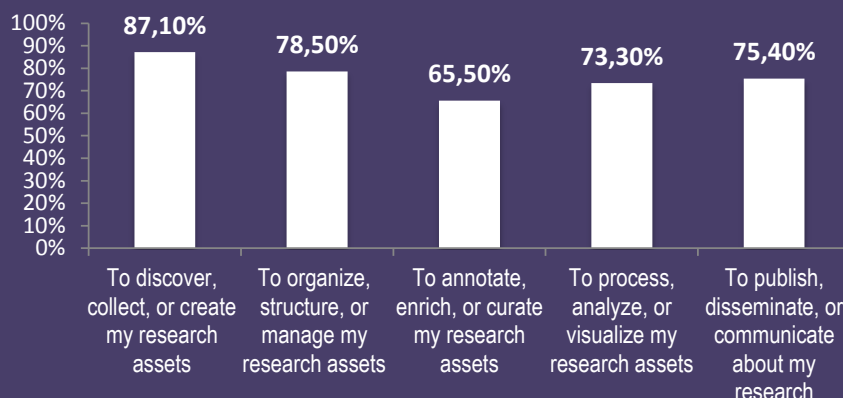 100%
90%
80%
70%
60%
50%
40%
30%
20%
10%
0%
87,10%
78,50%
65,50%
73,30%
75,40%
To discover,
collect, or create
my research
assets
To organize,
structure, or
manage my
research assets
To annotate,
enrich, or curate
my research
assets
To process,
analyze, or
visualize my
research assets
To publish,
disseminate, or
communicate
about my
research